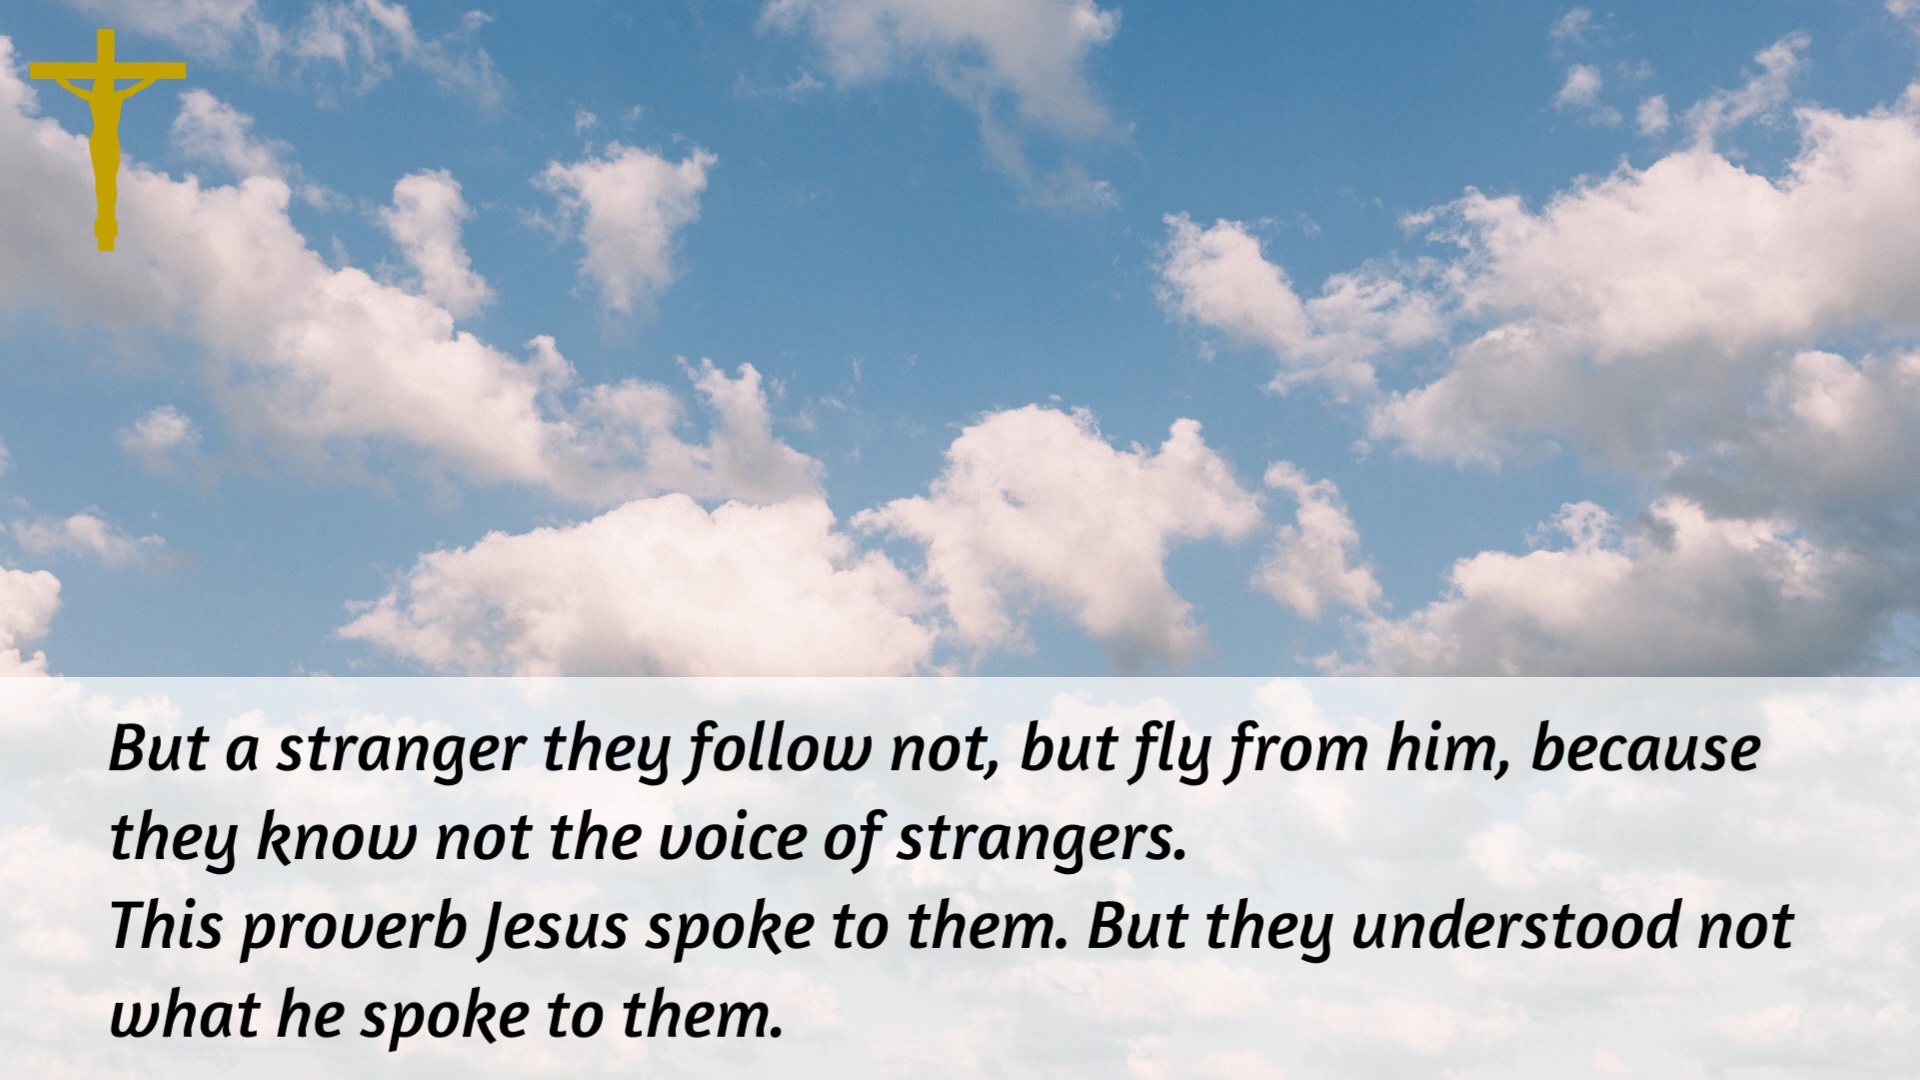 But a stranger they follow not, but fly from him, because
they know not the voice of strangers.
This proverb Jesus spoke to them. But they understood not
what he spoke to them.